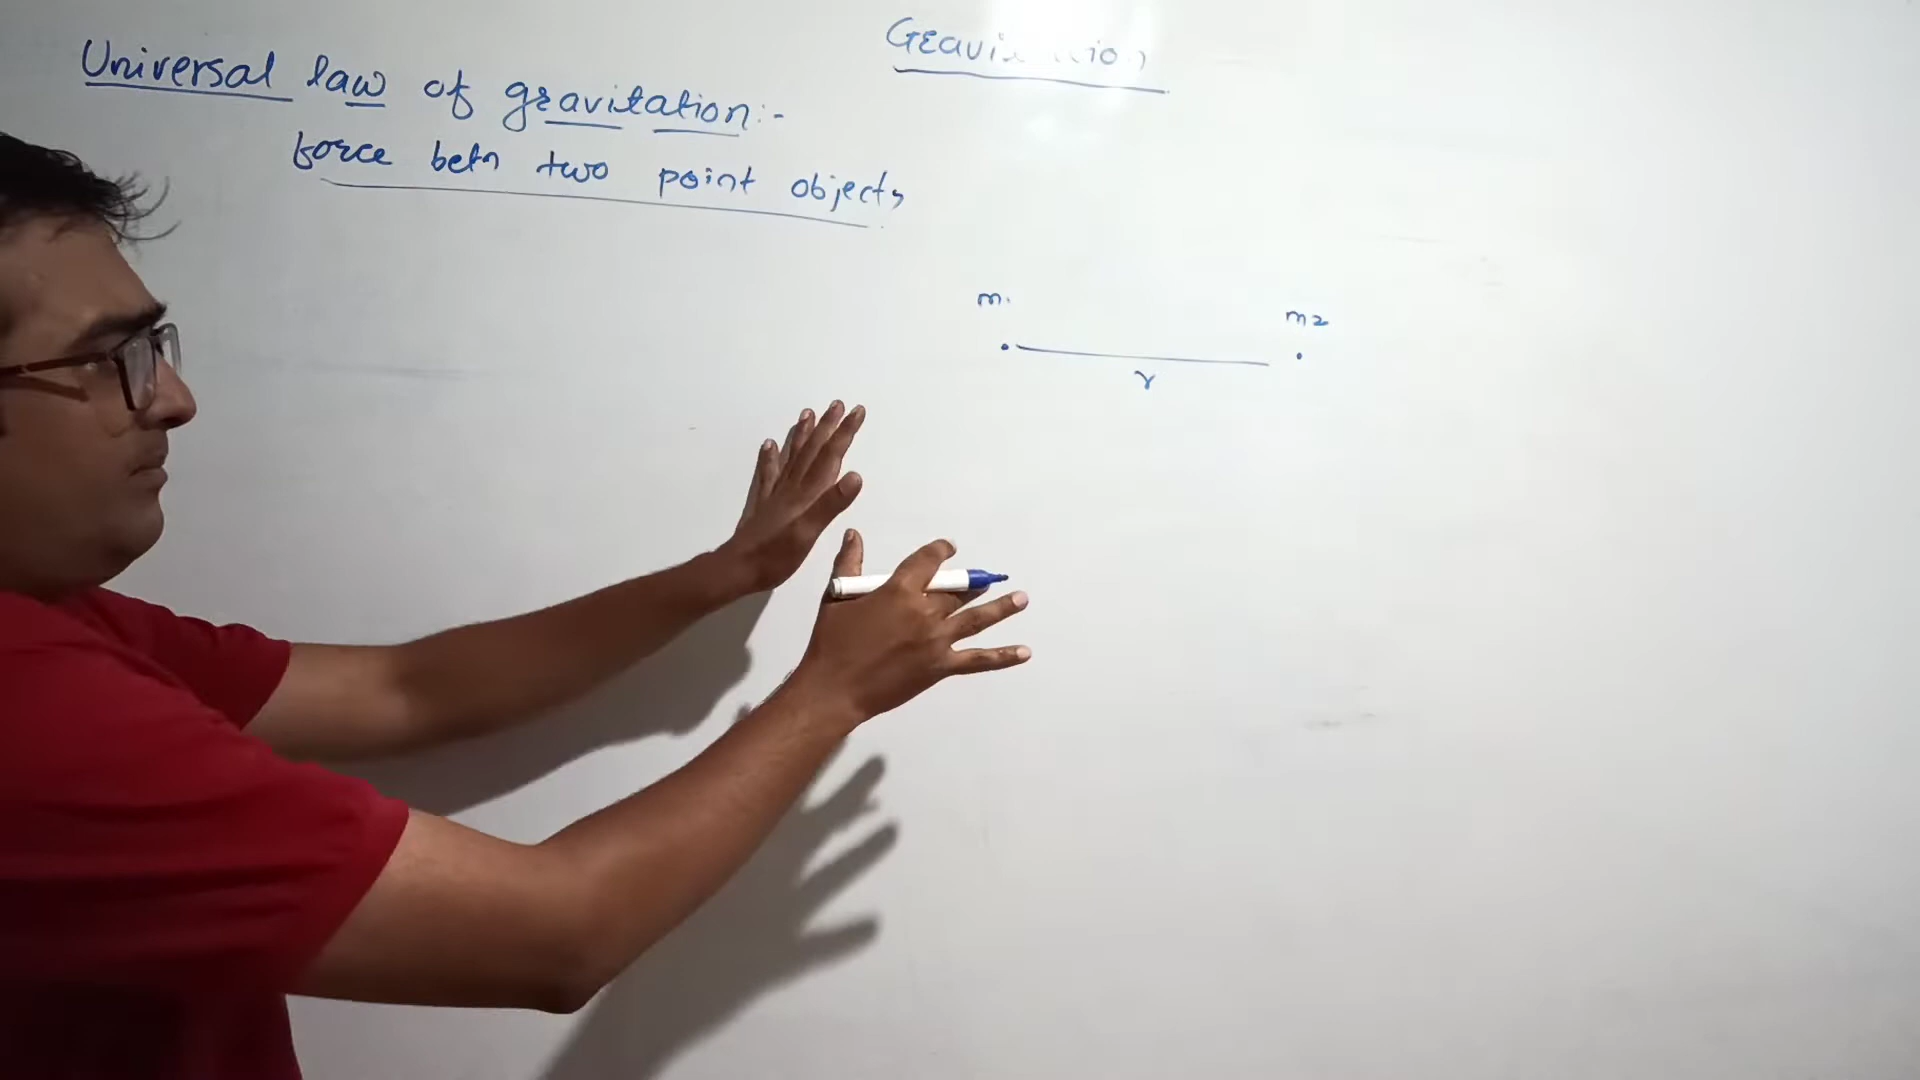 Gravitation
Universal law of gravitation:-
force betn two point objects
m1
m2
r